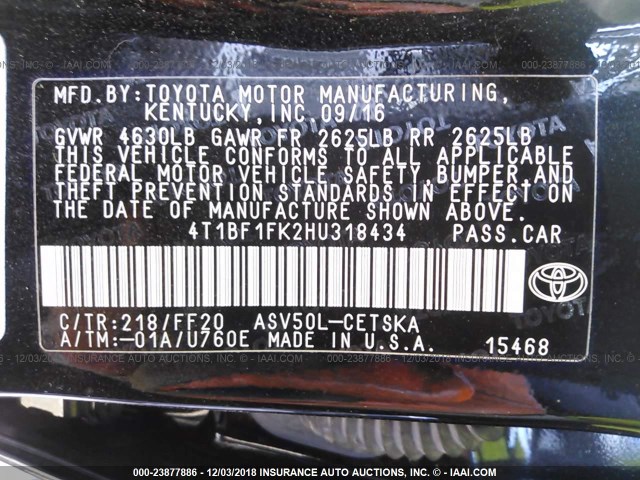 MFD.BY:TOYOTA MOTOR MANUFACTURING,
KENTUCKY,INC.09/16
GVWR 4630LB GAWR FR 2625LB RR 2625LB
THIS VEHICLE CONFORMS TO ALL APPLICABLE
FEDERAL MOTOR VEHICLE SAFETY,BUMPER,AND
THEFT PREVENTION STANDARDS IN EFFECT ON
THE DATE OF MANUFACTURE SHOWN ABOVE.
4T1BF1FK2HU318434 PASS.CAR
TOYOTA
C/TR:218/FF20 ASV50L-CETSKA
A/TM:-01A/U760E MADE IN U.S.A. 15468
000-23877886 - 12/03/2018 INSURANCE AUTO AUCTIONS, INC. - © IAAI.COM